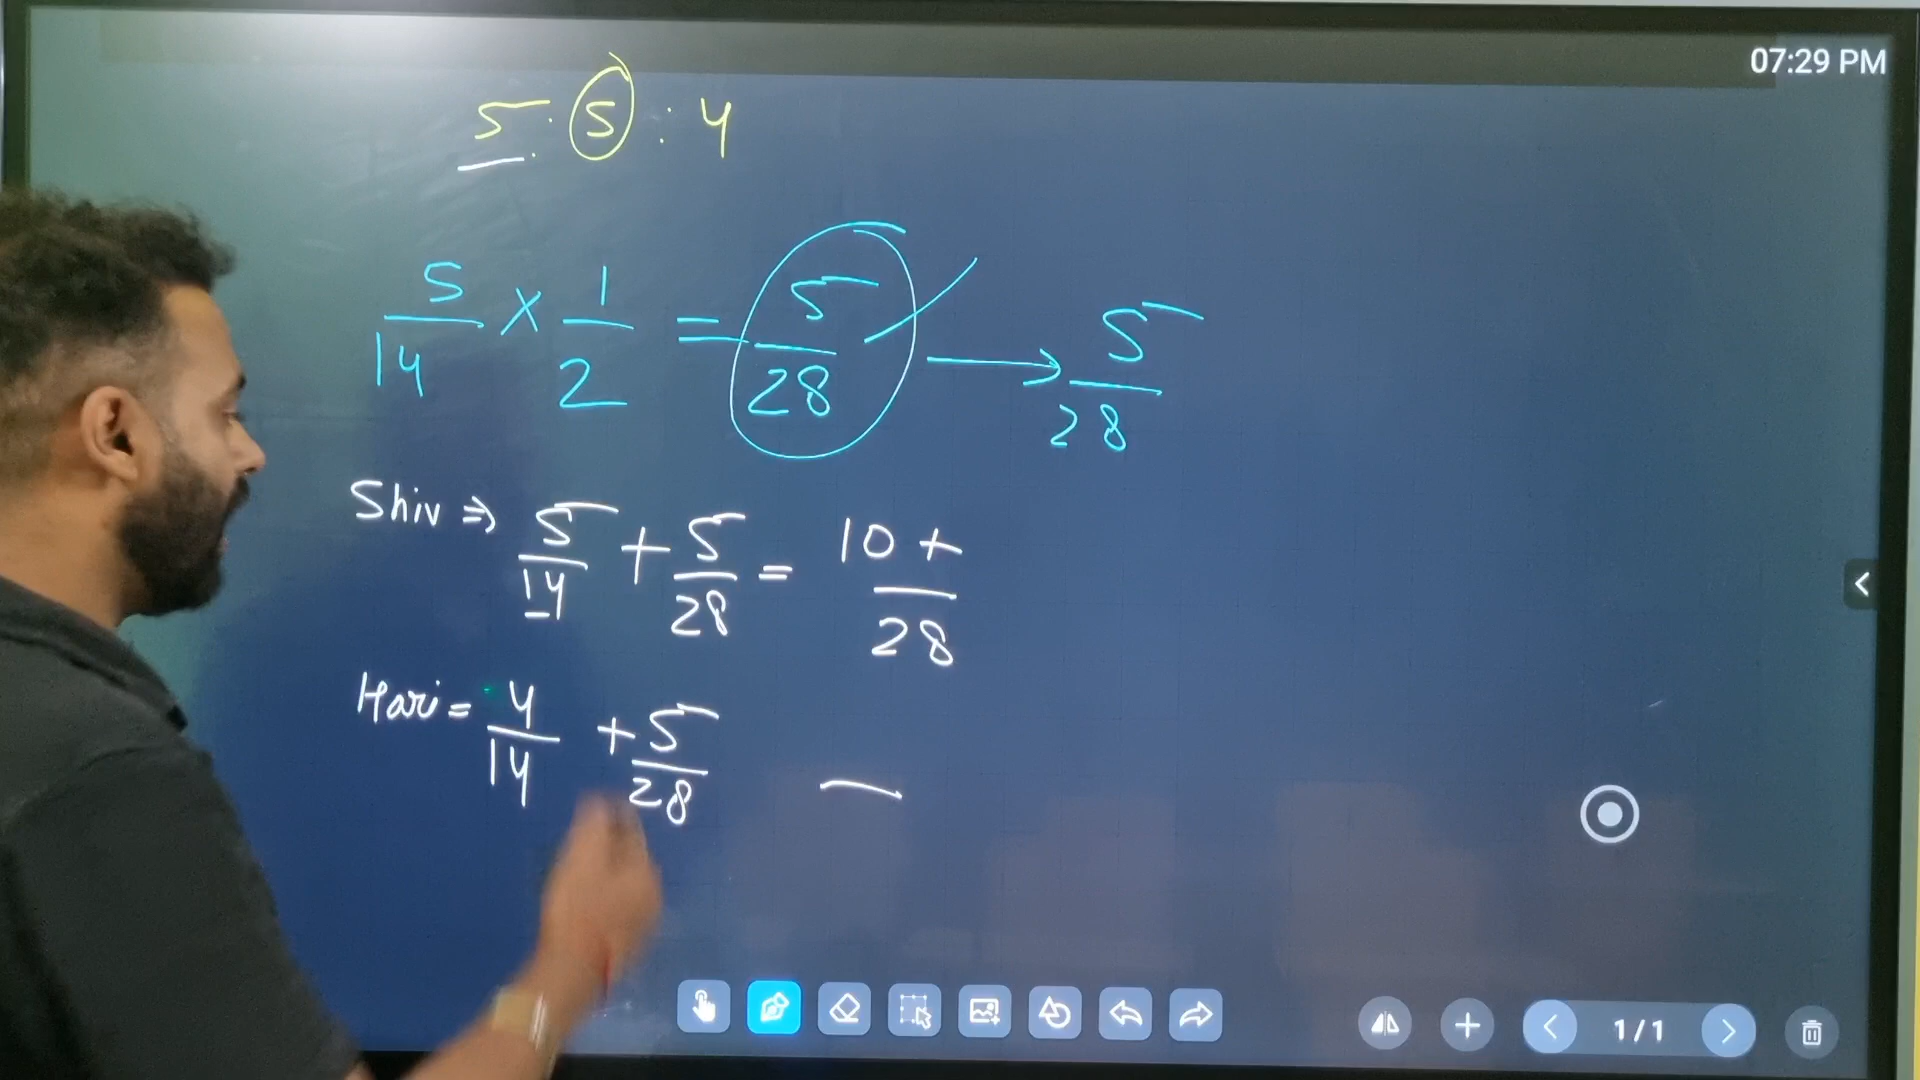 07:29 PM
5 : 5 : 4
5/14 × 1/2 = 5/28 → 5/28
Shiv ⇒ 5/14 + 5/28 = 10 +/28
Hari = 4/14 + 5/28
1/1